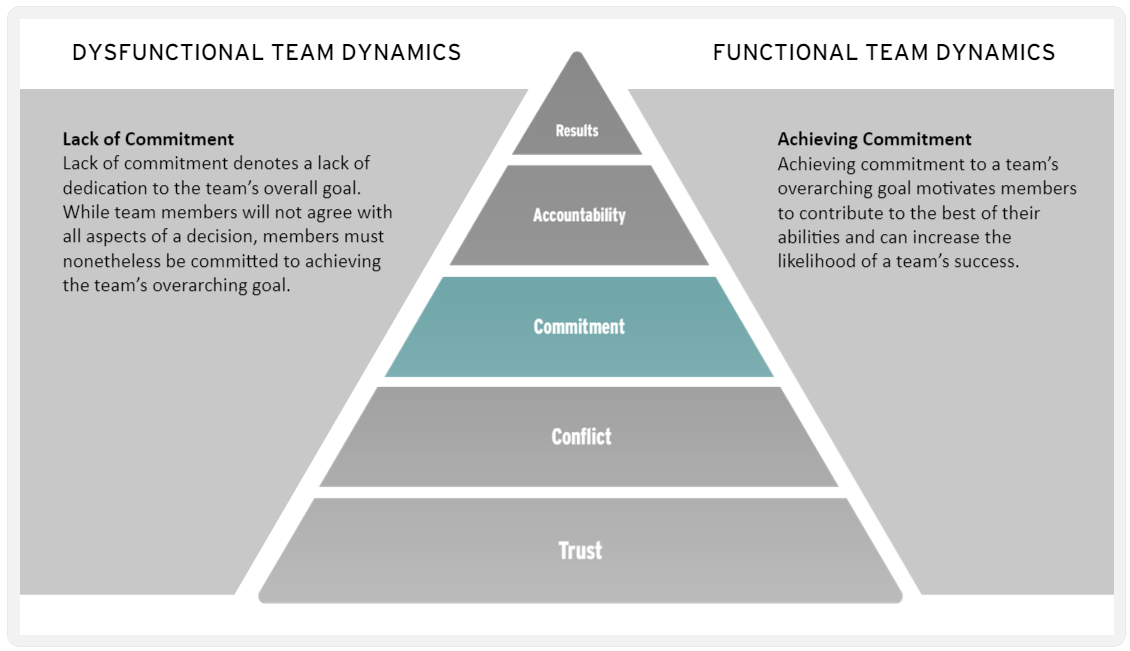 DYSFUNCTIONAL TEAM DYNAMICS
FUNCTIONAL TEAM DYNAMICS
Lack of Commitment
Lack of commitment denotes a lack of
dedication to the team’s overall goal.
While team members will not agree with
all aspects of a decision, members must
nonetheless be committed to achieving
the team’s overarching goal.
Results
Accountability
Commitment
Conflict
Trust
Achieving Commitment
Achieving commitment to a team’s
overarching goal motivates members
to contribute to the best of their
abilities and can increase the
likelihood of a team’s success.